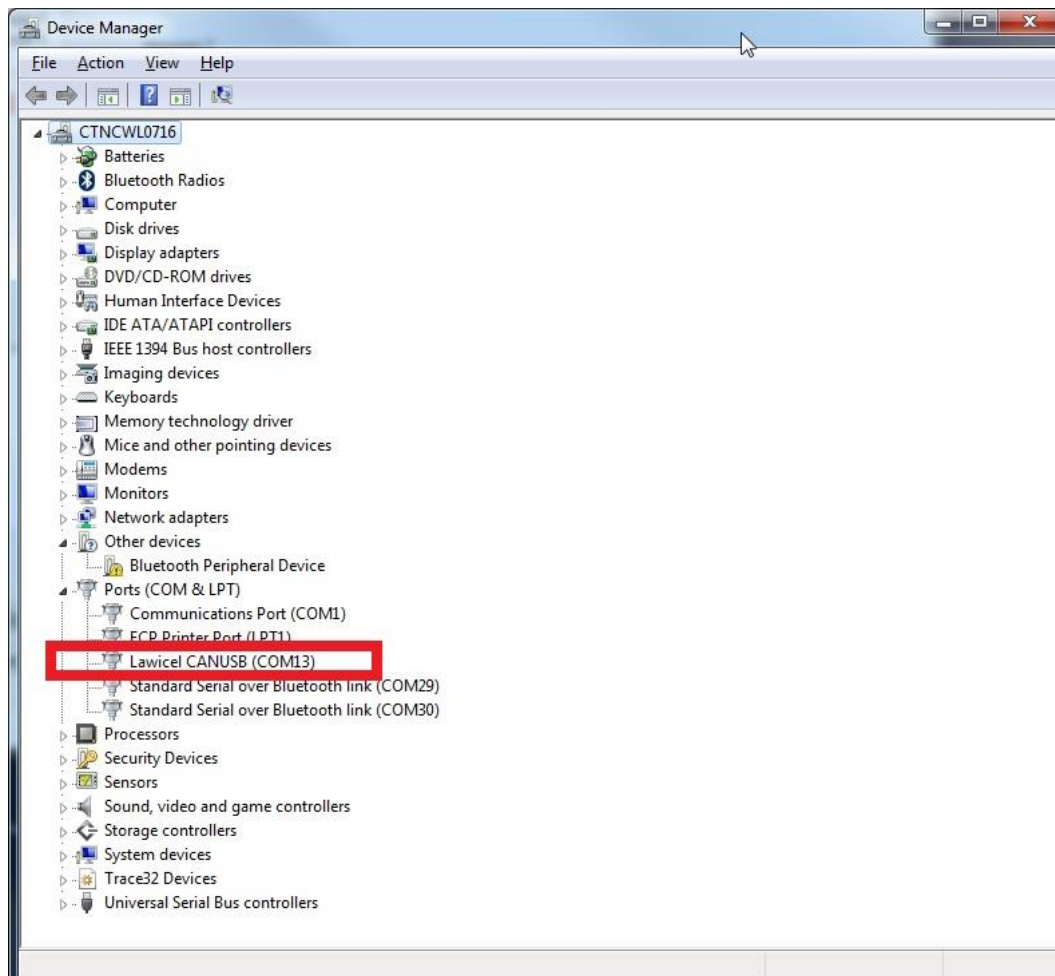 Device Manager
File Action View Help
CTNCWL0716
Batteries
Bluetooth Radios
Computer
Disk drives
Display adapters
DVD/CD-ROM drives
Human Interface Devices
IDE ATA/ATAPI controllers
IEEE 1394 Bus host controllers
Imaging devices
Keyboards
Memory technology driver
Mice and other pointing devices
Modems
Monitors
Network adapters
Other devices
Bluetooth Peripheral Device
Ports (COM & LPT)
Communications Port (COM1)
ECP Printer Port (LPT1)
Lawicel CANUSB (COM13)
Standard Serial over Bluetooth link (COM29)
Standard Serial over Bluetooth link (COM30)
Processors
Security Devices
Sensors
Sound, video and game controllers
Storage controllers
System devices
Trace32 Devices
Universal Serial Bus controllers